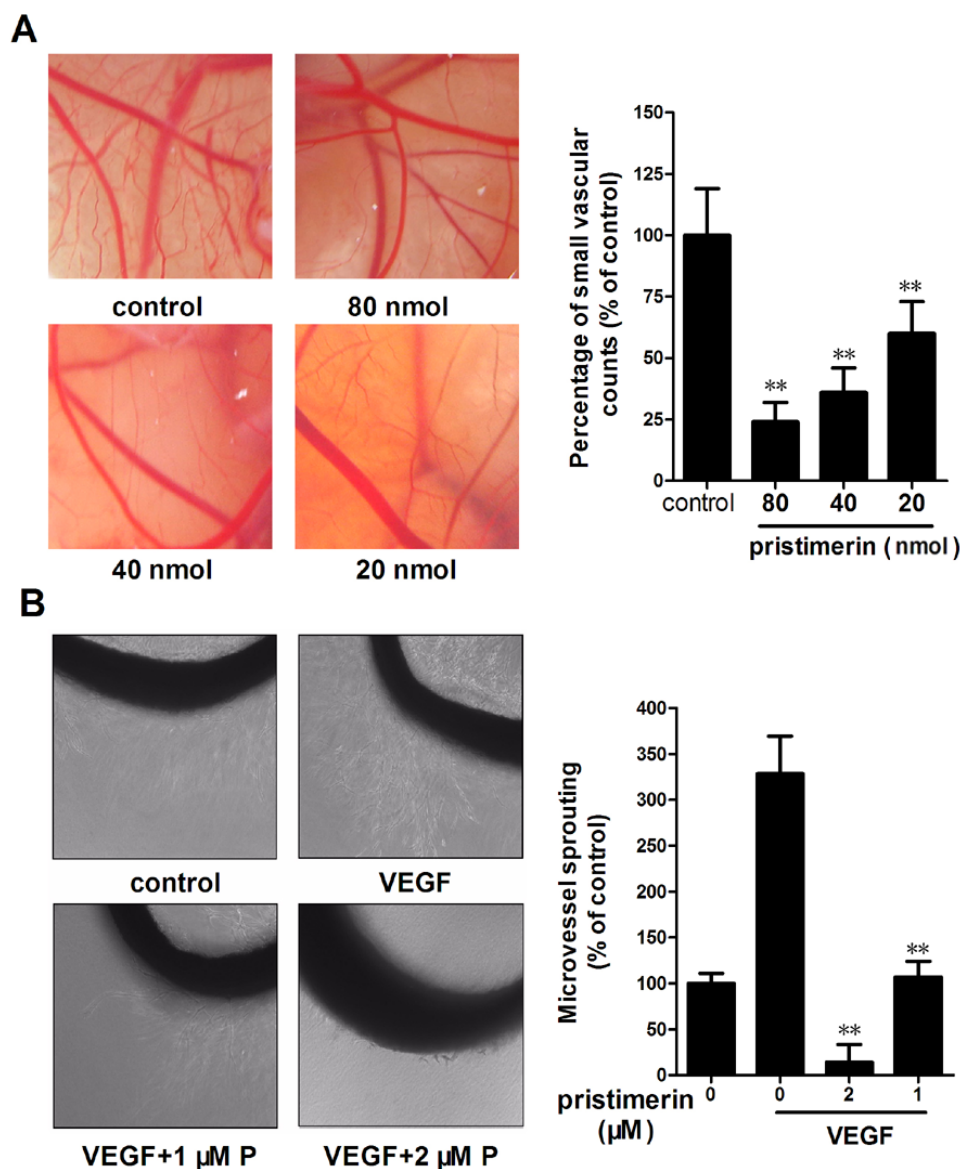 A
control
80 nmol
40 nmol
20 nmol
Percentage of small vascular
counts (% of control)
150
125
100
75
50
25
0
**
**
**
control
80
40
20
pristimerin (nmol)
B
control
VEGF
VEGF+1 µM P
VEGF+2 µM P
Microvessel sprouting
(% of control)
400
350
300
250
200
150
100
50
0
**
**
pristimerin
(µM)
0
0
2
1
VEGF